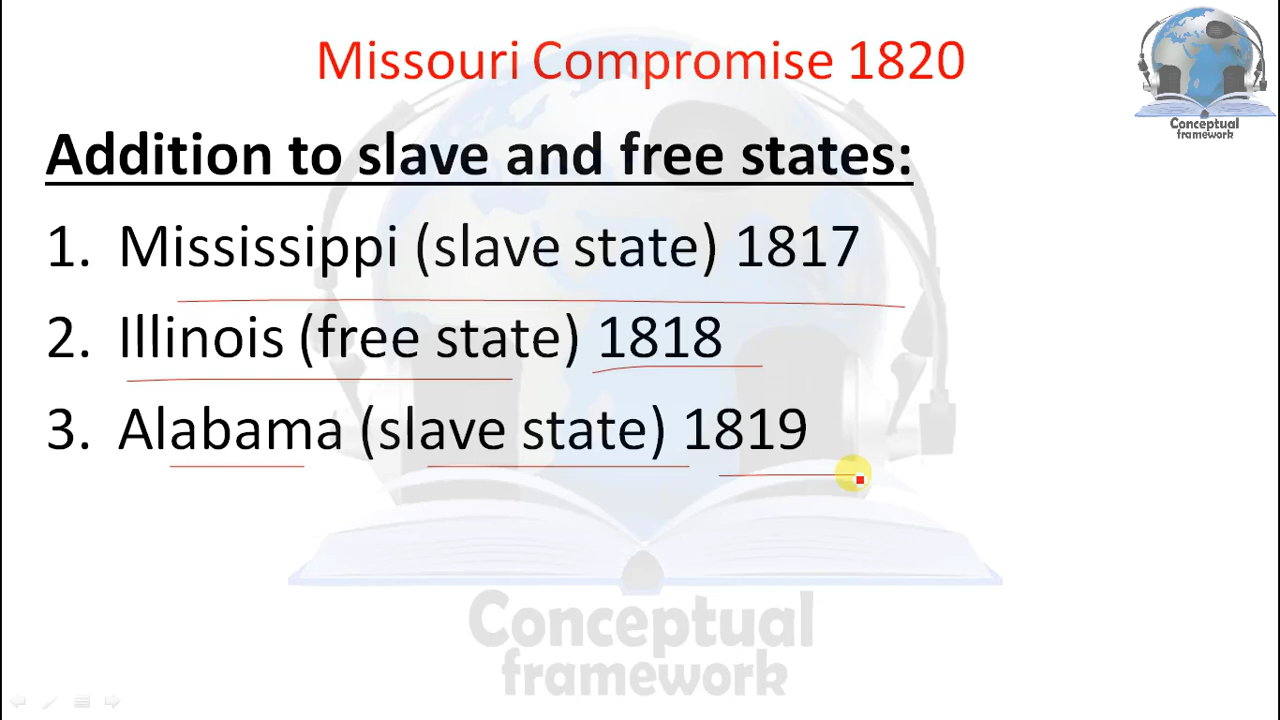 Missouri Compromise 1820
Conceptual
framework
Addition to slave and free states:
1. Mississippi (slave state) 1817
2. Illinois (free state) 1818
3. Alabama (slave state) 1819
Conceptual
framework